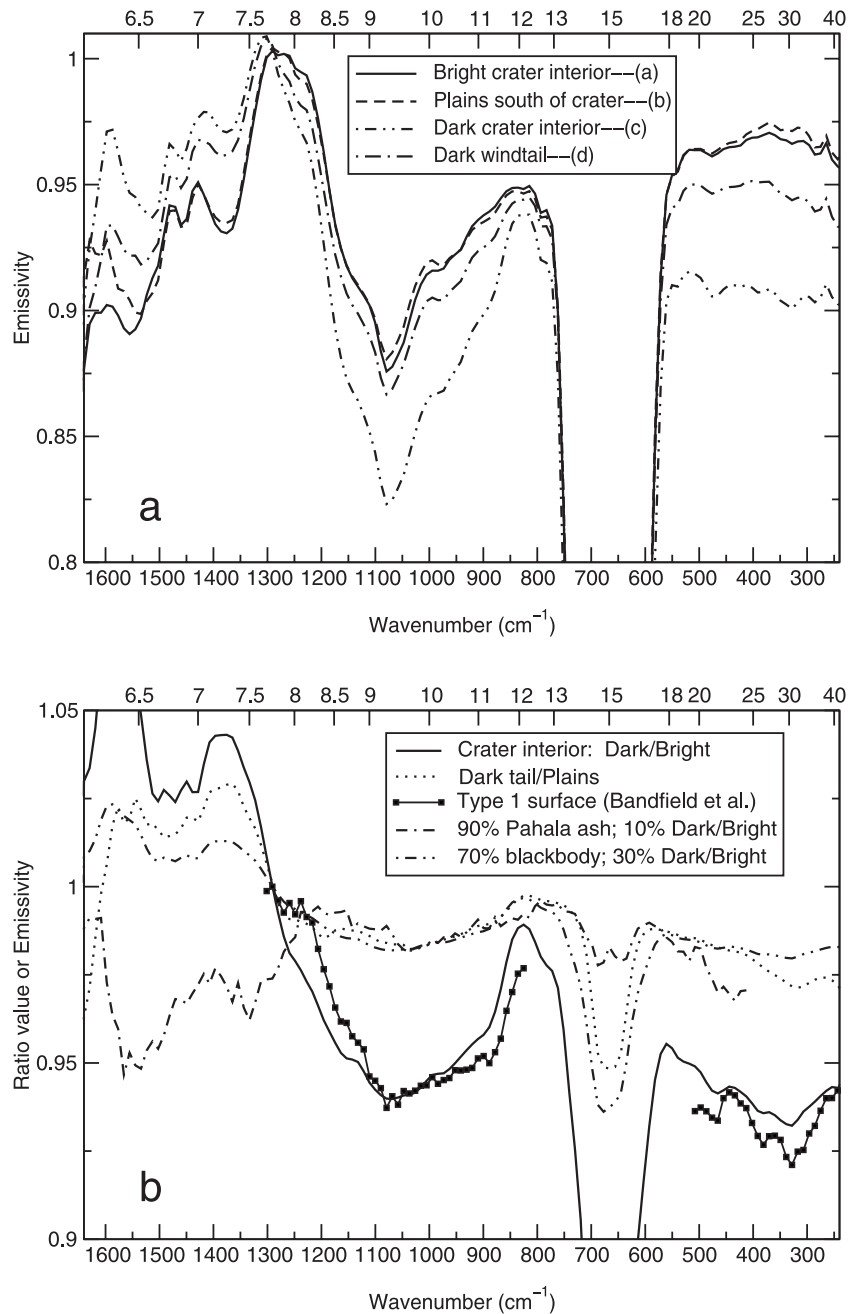 6.5 7 7.5 8 8.5 9 10 11 12 13 15 18 20 25 30 40
1
0.95
0.9
0.85
0.8
Emissivity
Bright crater interior––(a)
Plains south of crater––(b)
Dark crater interior––(c)
Dark windtail––(d)
a
1600 1500 1400 1300 1200 1100 1000 900 800 700 600 500 400 300
Wavenumber (cm⁻¹)
6.5 7 7.5 8 8.5 9 10 11 12 13 15 18 20 25 30 40
1.05
1
0.95
0.9
Ratio value or Emissivity
Crater interior: Dark/Bright
Dark tail/Plains
Type 1 surface (Bandfield et al.)
90% Pahala ash; 10% Dark/Bright
70% blackbody; 30% Dark/Bright
b
1600 1500 1400 1300 1200 1100 1000 900 800 700 600 500 400 300
Wavenumber (cm⁻¹)